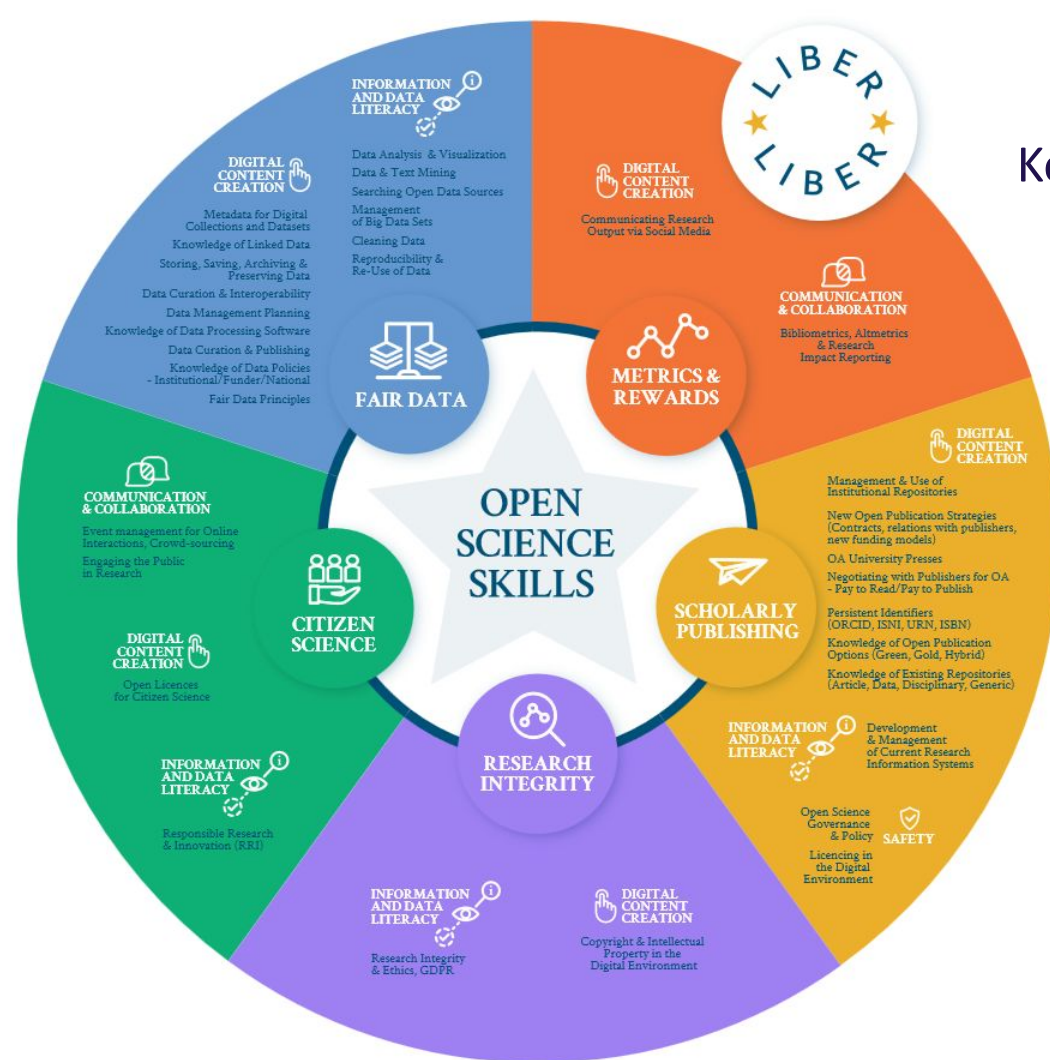 LIBER
LIBER
Ko
OPEN
SCIENCE
SKILLS
FAIR DATA
INFORMATION
AND DATA
LITERACY
Data Analysis & Visualization
Data & Text Mining
Searching Open Data Sources
Management
of Big Data Sets
Cleaning Data
Reproducibility &
Re-Use of Data
DIGITAL
CONTENT
CREATION
Metadata for Digital
Collections and Datasets
Knowledge of Linked Data
Storing, Saving, Archiving &
Preserving Data
Data Curation & Interoperability
Data Management Planning
Knowledge of Data Processing Software
Data Curation & Publishing
Knowledge of Data Policies
- Institutional/Funder/National
Fair Data Principles
METRICS &
REWARDS
DIGITAL
CONTENT
CREATION
Communicating Research
Output via Social Media
COMMUNICATION
& COLLABORATION
Bibliometrics, Altmetrics
& Research
Impact Reporting
SCHOLARLY
PUBLISHING
DIGITAL
CONTENT
CREATION
Management & Use of
Institutional Repositories
New Open Publication Strategies
(Contracts, relations with publishers,
new funding models)
OA University Presses
Negotiating with Publishers for OA
- Pay to Read/Pay to Publish
Persistent Identifiers
(ORCID, ISNI, URN, ISBN)
Knowledge of Open Publication
Options (Green, Gold, Hybrid)
Knowledge of Existing Repositories
(Article, Data, Disciplinary, Generic)
INFORMATION
AND DATA
LITERACY
Development
& Management
of Current Research
Information Systems
SAFETY
Open Science
Governance
& Policy
Licencing in
the Digital
Environment
RESEARCH
INTEGRITY
INFORMATION
AND DATA
LITERACY
Research Integrity
& Ethics, GDPR
DIGITAL
CONTENT
CREATION
Copyright & Intellectual
Property in the
Digital Environment
CITIZEN
SCIENCE
COMMUNICATION
& COLLABORATION
Event management for Online
Interactions, Crowd-sourcing
Engaging the Public
in Research
DIGITAL
CONTENT
CREATION
Open Licences
for Citizen Science
INFORMATION
AND DATA
LITERACY
Responsible Research
& Innovation (RRI)